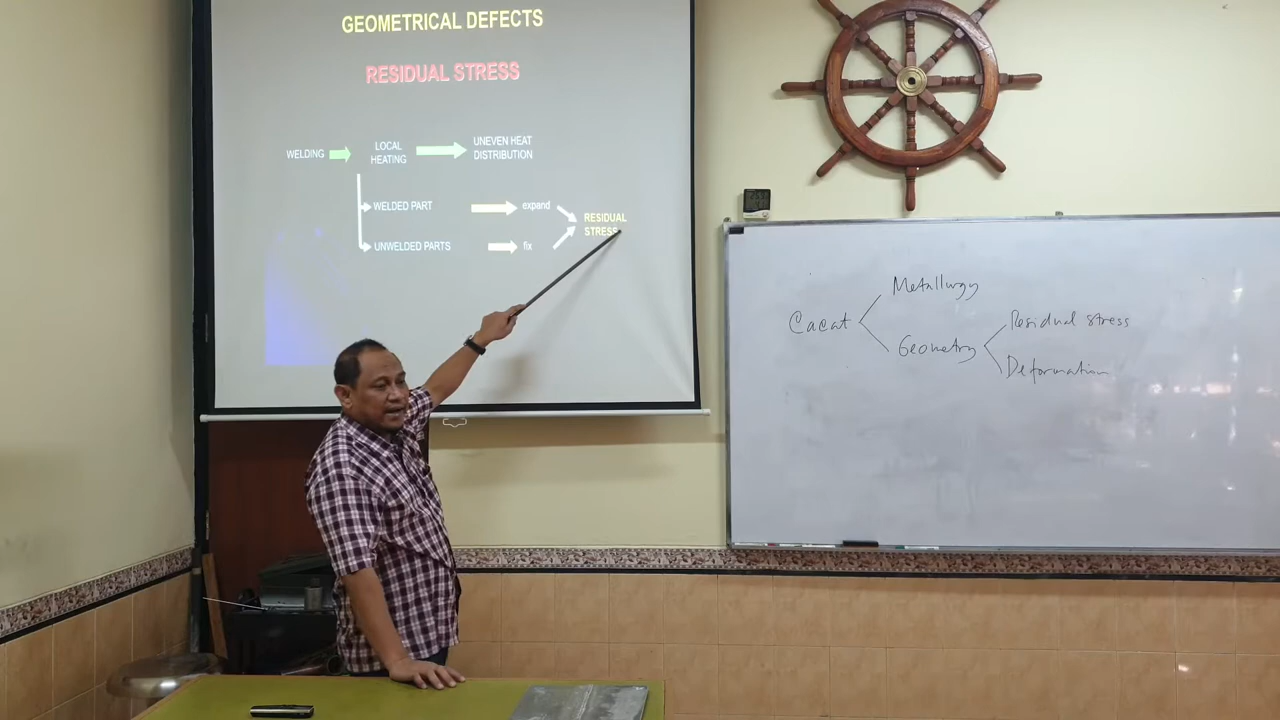 GEOMETRICAL DEFECTS
RESIDUAL STRESS
WELDING
LOCAL
HEATING
UNEVEN HEAT
DISTRIBUTION
WELDED PART
expand
UNWELDED PARTS
fix
RESIDUAL
STRESS
Cacat
Metallurgy
Geometry
Residual stress
Deformation